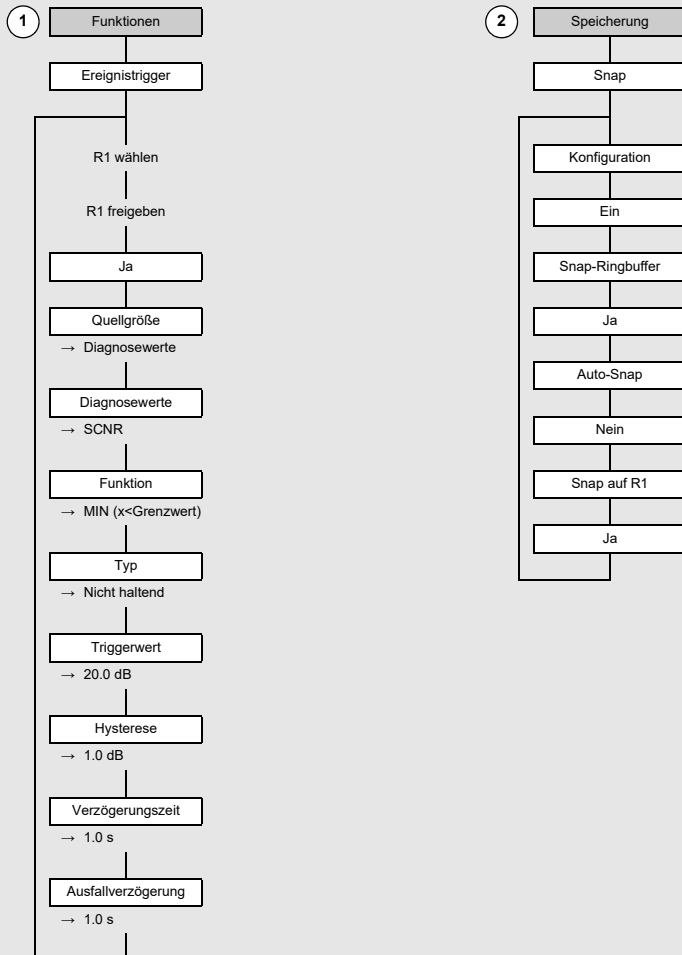 1
Funktionen
Ereignistrigger
R1 wählen
R1 freigeben
Ja
Quellgröße
→ Diagnosewerte
Diagnosewerte
→ SCNR
Funktion
→ MIN (x<Grenzwert)
Typ
→ Nicht haltend
Triggerwert
→ 20.0 dB
Hysterese
→ 1.0 dB
Verzögerungszeit
→ 1.0 s
Ausfallverzögerung
→ 1.0 s
2
Speicherung
Snap
Konfiguration
Ein
Snap-Ringbuffer
Ja
Auto-Snap
Nein
Snap auf R1
Ja